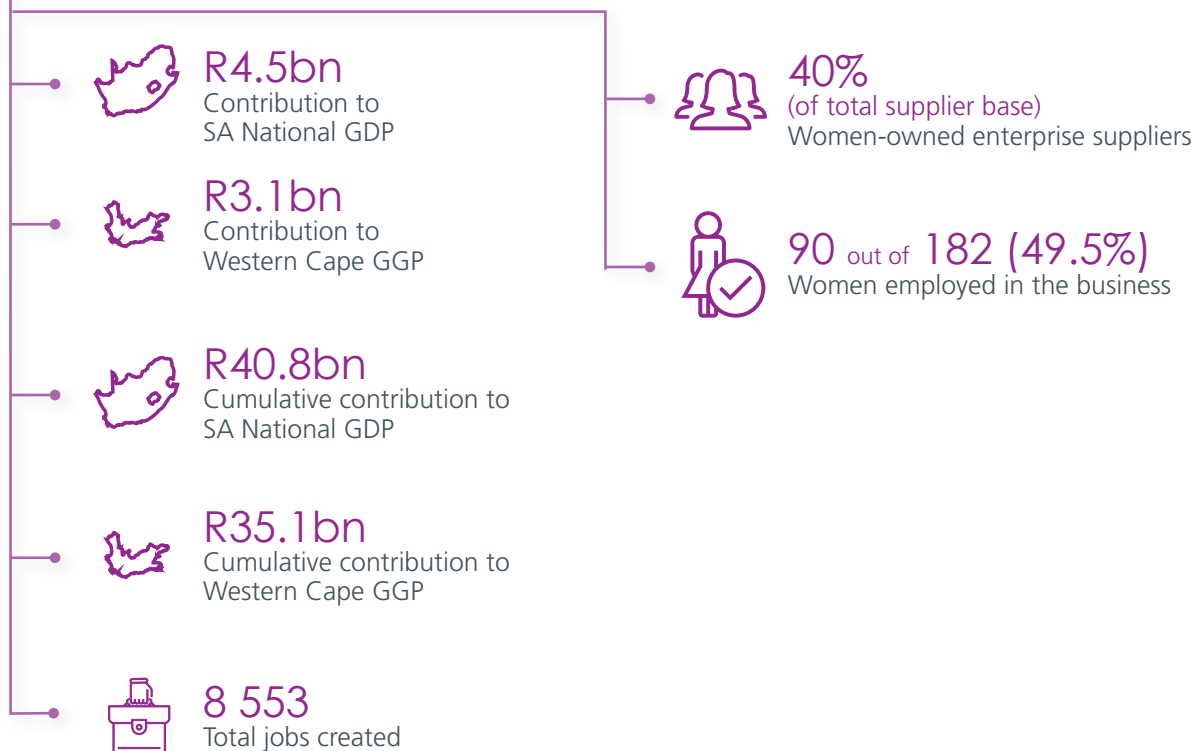 R4.5bn
Contribution to
SA National GDP
R3.1bn
Contribution to
Western Cape GGP
R40.8bn
Cumulative contribution to
SA National GDP
R35.1bn
Cumulative contribution to
Western Cape GGP
8 553
Total jobs created
40%
(of total supplier base)
Women-owned enterprise suppliers
90 out of 182 (49.5%)
Women employed in the business